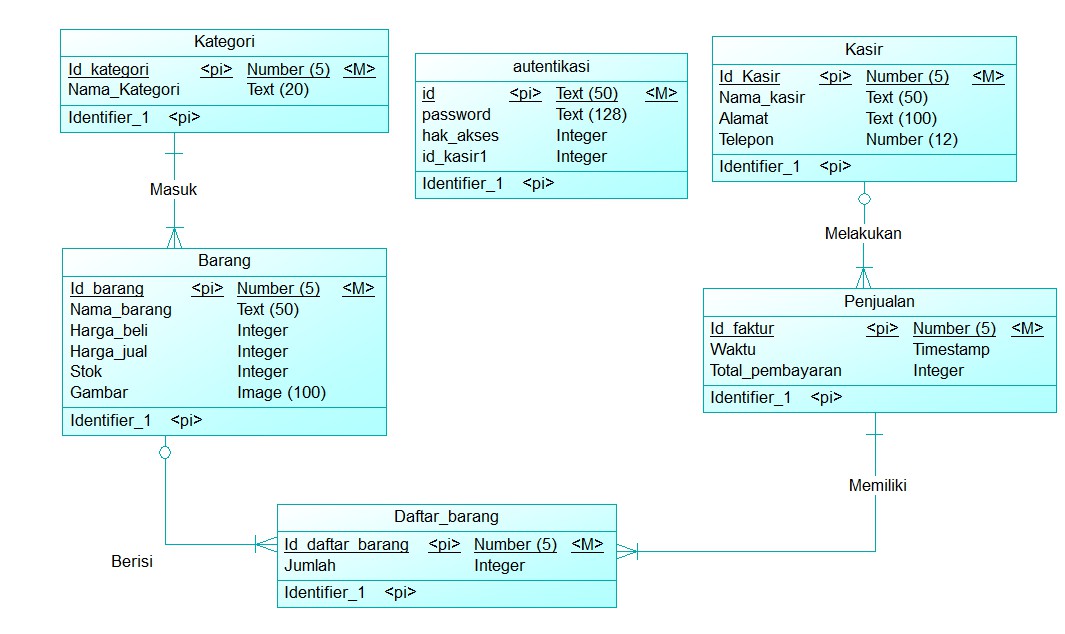 Kategori
Id_kategori <pi> Number (5) <M>
Nama_Kategori Text (20)
Identifier_1 <pi>
autentikasi
id <pi> Text (50) <M>
password Text (128)
hak_akses Integer
id_kasir1 Integer
Identifier_1 <pi>
Kasir
Id_Kasir <pi> Number (5) <M>
Nama_kasir Text (50)
Alamat Text (100)
Telepon Number (12)
Identifier_1 <pi>
Masuk
Melakukan
Barang
Id_barang <pi> Number (5) <M>
Nama_barang Text (50)
Harga_beli Integer
Harga_jual Integer
Stok Integer
Gambar Image (100)
Identifier_1 <pi>
Penjualan
Id_faktur <pi> Number (5) <M>
Waktu Timestamp
Total_pembayaran Integer
Identifier_1 <pi>
Memiliki
Berisi
Daftar_barang
Id_daftar_barang <pi> Number (5) <M>
Jumlah Integer
Identifier_1 <pi>